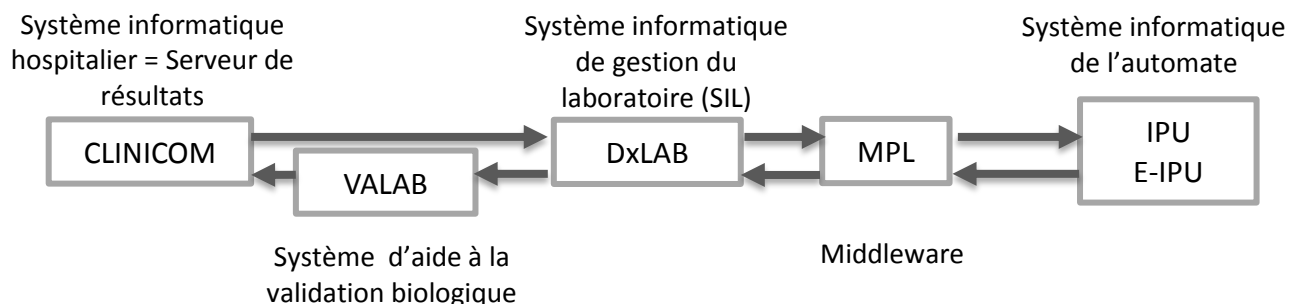 Système informatique
hospitalier = Serveur de
résultats
CLINICOM
VALAB
Système d'aide à la
validation biologique
Système informatique
de gestion du
laboratoire (SIL)
DxLAB
MPL
Middleware
Système informatique
de l'automate
IPU
E-IPU